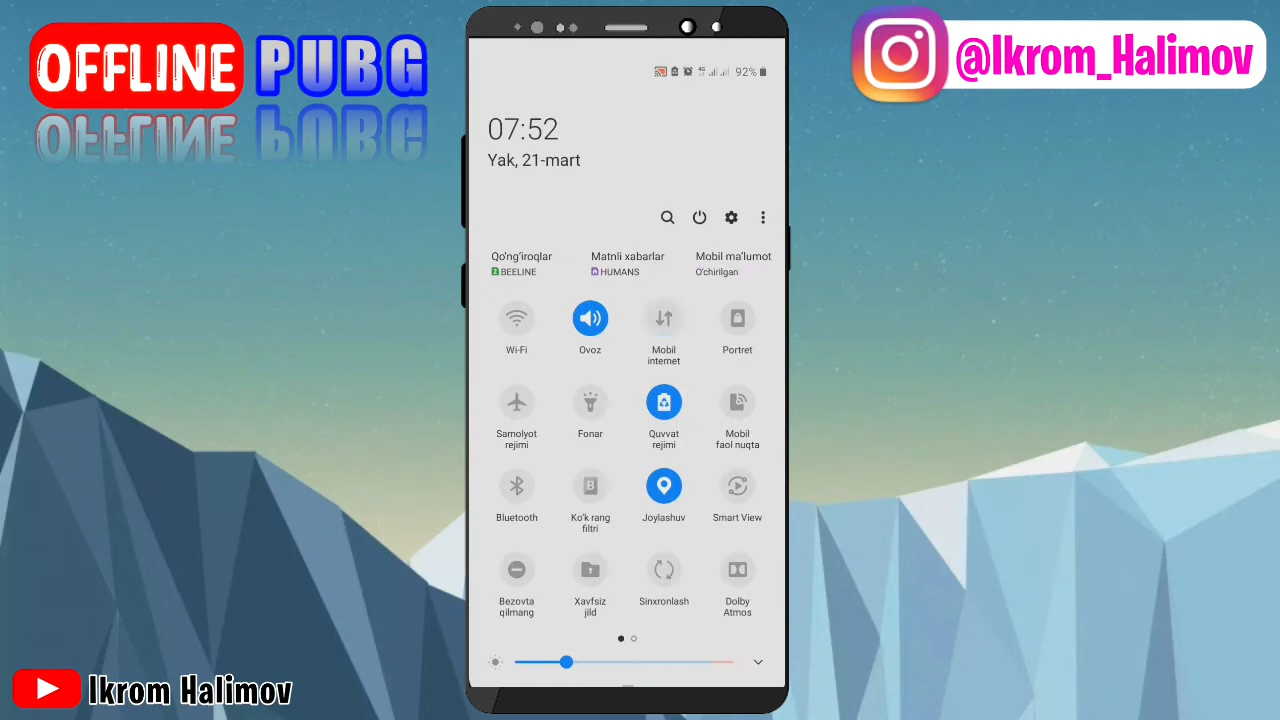 OFFLINE PUBG
@Ikrom_Halimov
92%
07:52
Yak, 21-mart
Qo'ng'iroqlar
BEELINE
Matnli xabarlar
HUMANS
Mobil ma'lumot
O'chirilgan
Wi-Fi
Ovoz
Mobil
internet
Portret
Samolyot
rejimi
Fonar
Quvvat
rejimi
Mobil
faol nuqta
Bluetooth
Ko'k rang
filtri
Joylashuv
Smart View
Bezovta
qilmang
Xavfsiz
jild
Sinxronlash
Dolby
Atmos
Ikrom Halimov